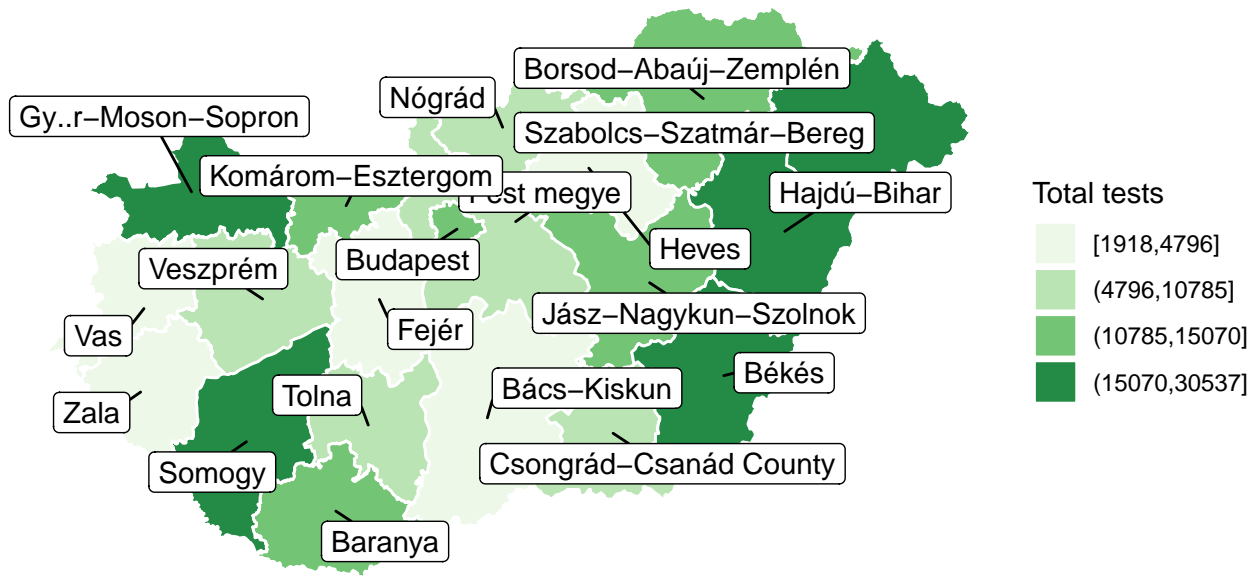 Borsod–Abaúj–Zemplén
Nógrád
Gy..r–Moson–Sopron
Szabolcs–Szatmár–Bereg
Komárom–Esztergom
Pest megye
Hajdú–Bihar
Total tests
Heves
[1918,4796]
Budapest
Veszprém
(4796,10785]
Jász–Nagykun–Szolnok
Fejér
Vas
(10785,15070]
Békés
(15070,30537]
Bács–Kiskun
Tolna
Zala
Csongrád–Csanád County
Somogy
Baranya